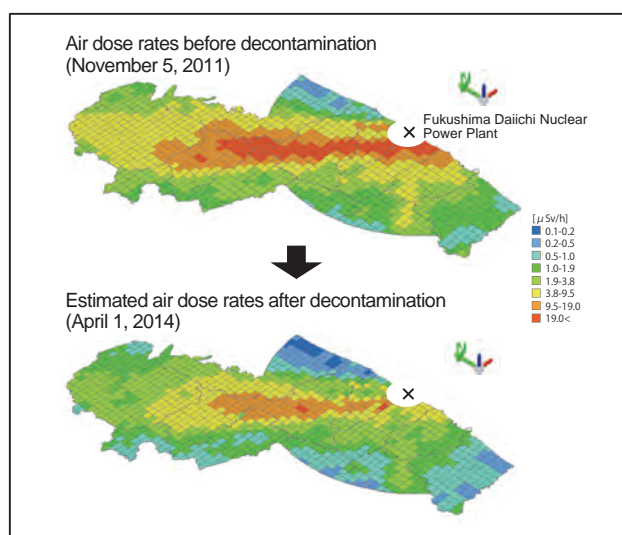 Air dose rates before decontamination
(November 5, 2011)
Fukushima Daiichi Nuclear
Power Plant
[μSv/h]
0.1-0.2
0.2-0.5
0.5-1.0
1.0-1.9
1.9-3.8
3.8-9.5
9.5-19.0
19.0<
Estimated air dose rates after decontamination
(April 1, 2014)